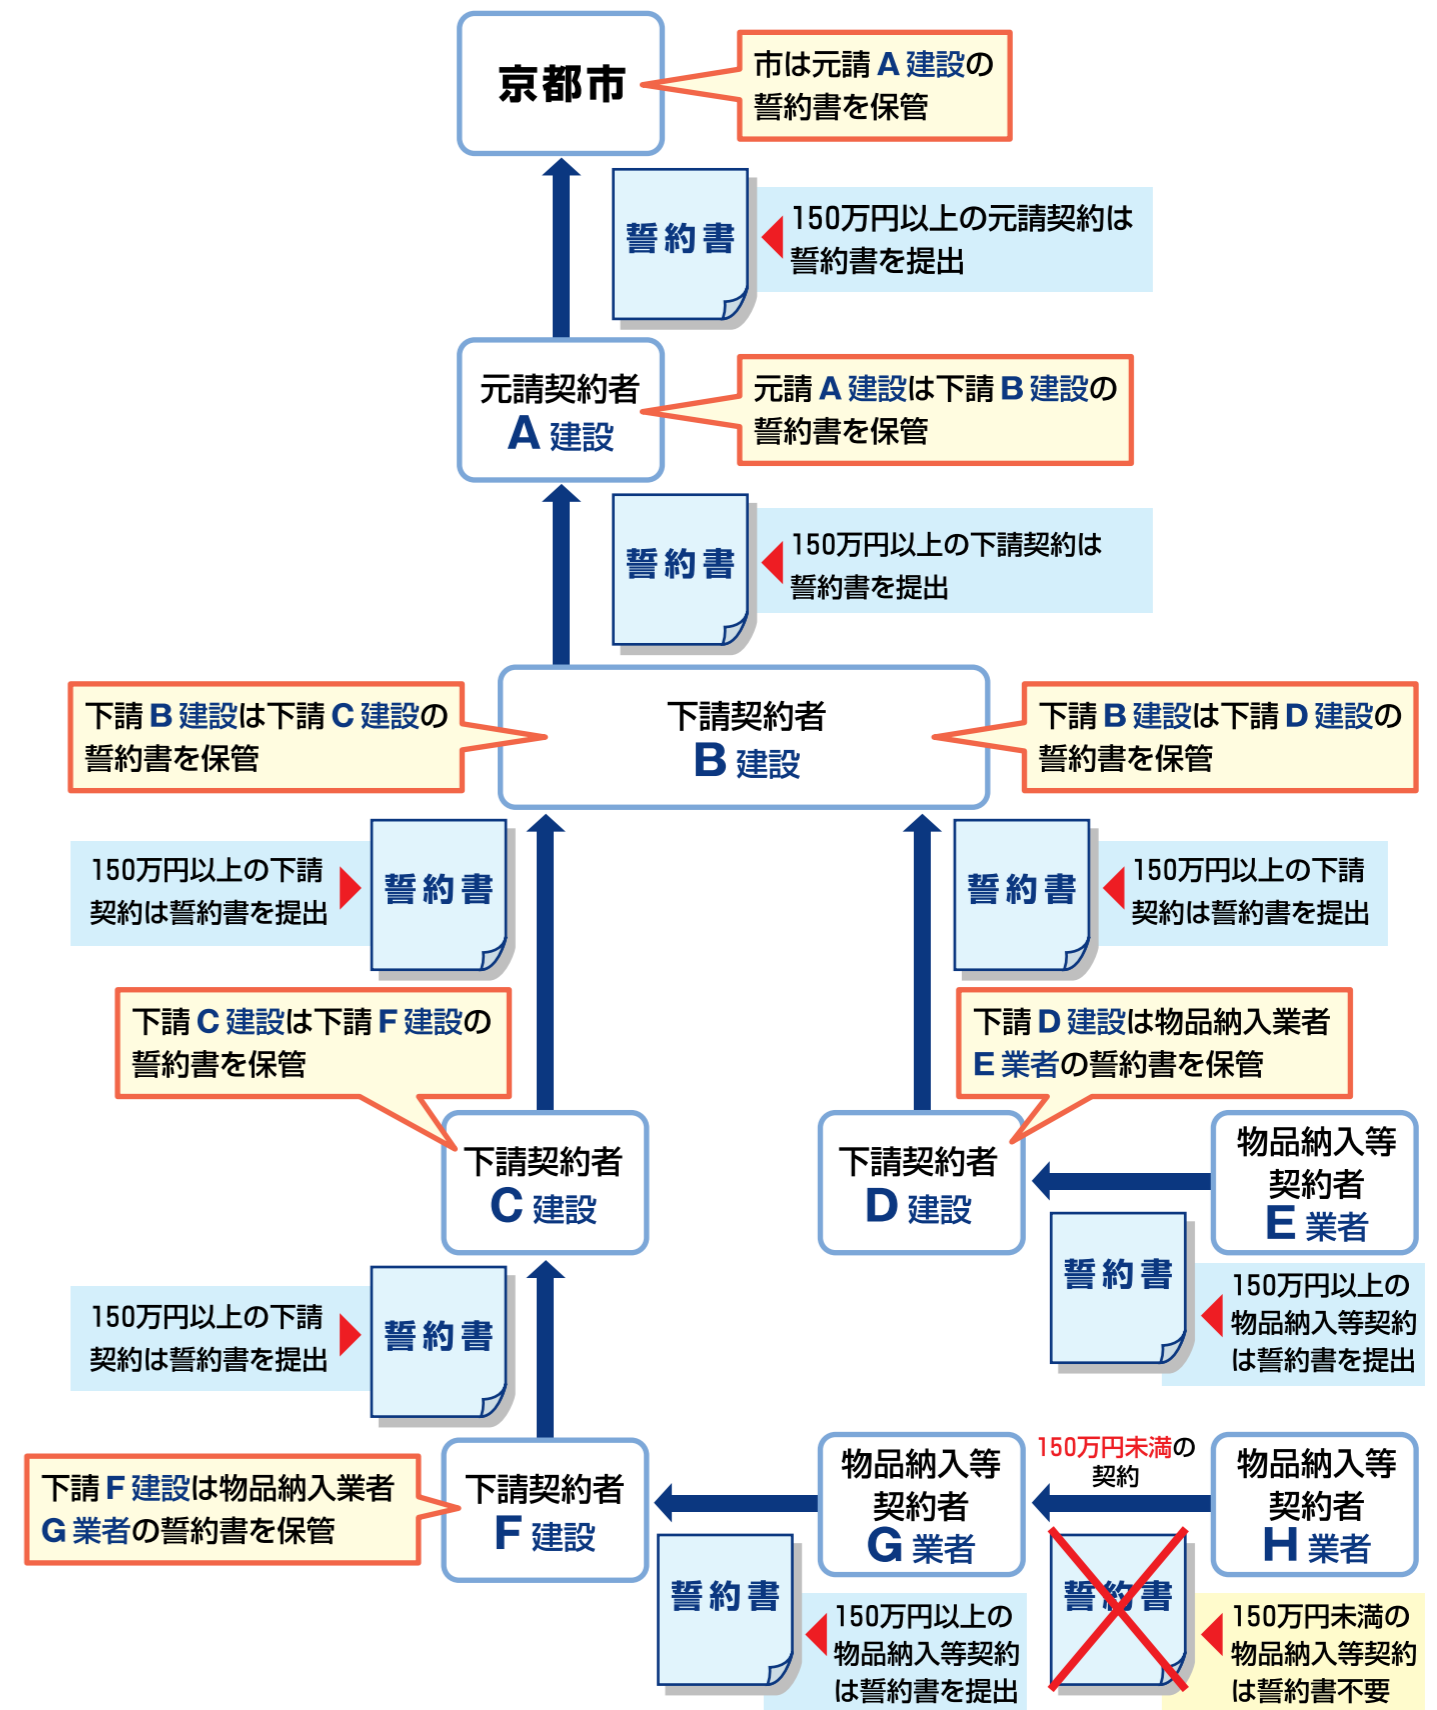 京都市
市は元請 A 建設の
誓約書を保管
誓約書
150万円以上の元請契約は
誓約書を提出
元請契約者
A 建設
元請 A 建設は下請 B 建設の
誓約書を保管
誓約書
150万円以上の下請契約は
誓約書を提出
下請 B 建設は下請 C 建設の
誓約書を保管
下請契約者
B 建設
下請 B 建設は下請 D 建設の
誓約書を保管
150万円以上の下請
契約は誓約書を提出
誓約書
誓約書
150万円以上の下請
契約は誓約書を提出
下請 C 建設は下請 F 建設の
誓約書を保管
下請 D 建設は物品納入業者
E 業者の誓約書を保管
下請契約者
C 建設
下請契約者
D 建設
物品納入等
契約者
E 業者
誓約書
150万円以上の
物品納入等契約
は誓約書を提出
150万円以上の下請
契約は誓約書を提出
誓約書
下請 F 建設は物品納入業者
G 業者の誓約書を保管
下請契約者
F 建設
物品納入等
契約者
G 業者
150万円未満の
契約
物品納入等
契約者
H 業者
誓約書
150万円以上の
物品納入等契約
は誓約書を提出
誓約書
150万円未満の
物品納入等契約
は誓約書不要